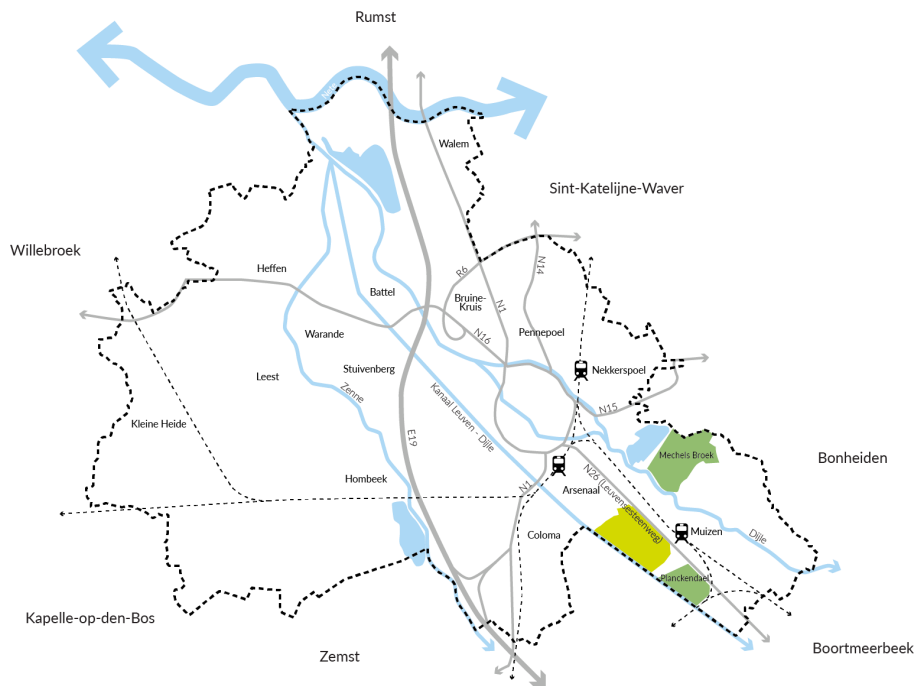 Rumst
Nete
Walem
Sint-Katelijne-Waver
Willebroek
Heffen
R6
N14
Battel
Bruine-
Kruis
N1
Pennepoel
Warande
N16
Stuivenberg
Nekkerspoel
Leest
Zenne
Kanaal Leuven - Dijle
N15
Kleine Heide
E19
Mechels Broek
Bonheiden
Hombeek
N1
Arsenaal
N26 (Leuvensesteenweg)
Coloma
Muizen
Dijle
Planckendael
Kapelle-op-den-Bos
Zemst
Boortmeerbeek